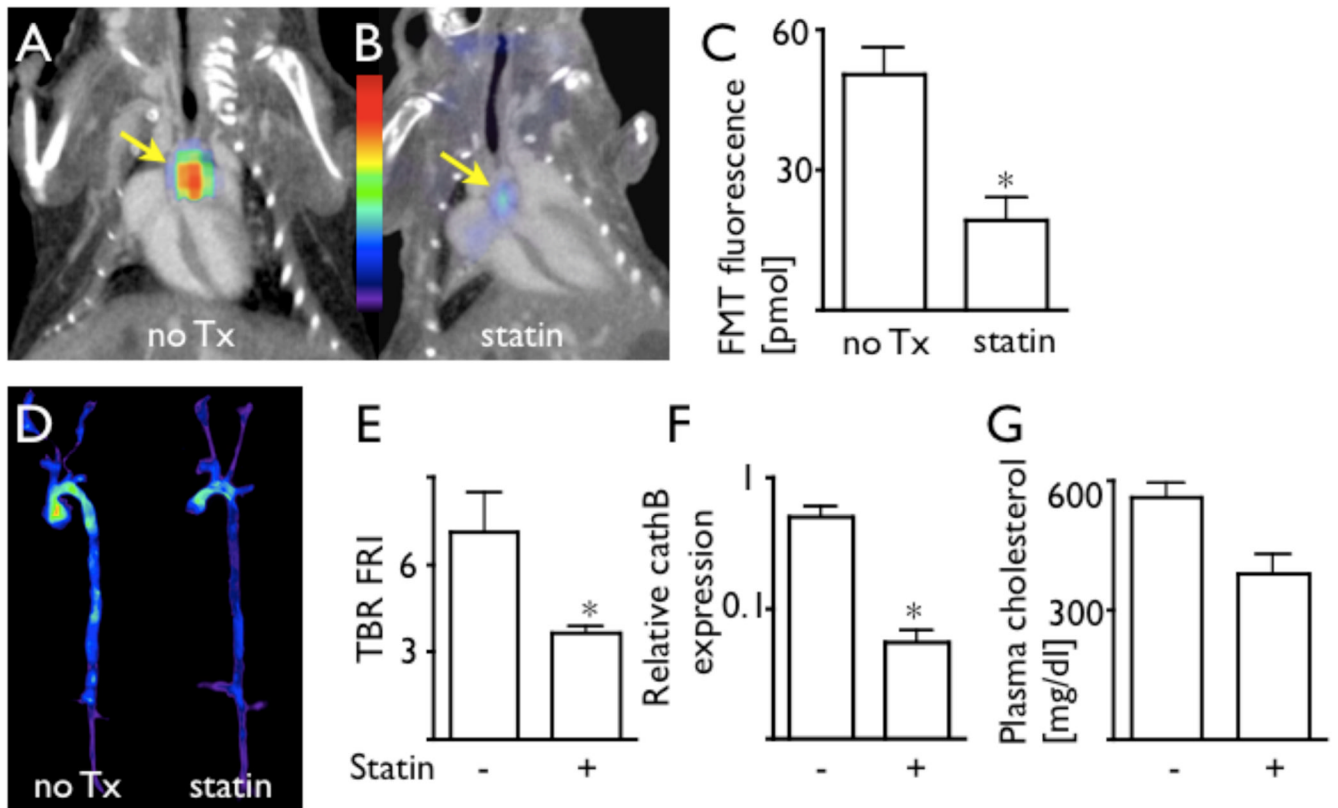 A
B
no Tx
statin
C
FMT fluorescence
[pmol]
60
30
*
no Tx
statin
D
no Tx
statin
E
TBR FRI
6
3
*
Statin - +
F
Relative cathB
expression
1
0.1
*
- +
G
Plasma cholesterol
[mg/dl]
600
300
- +